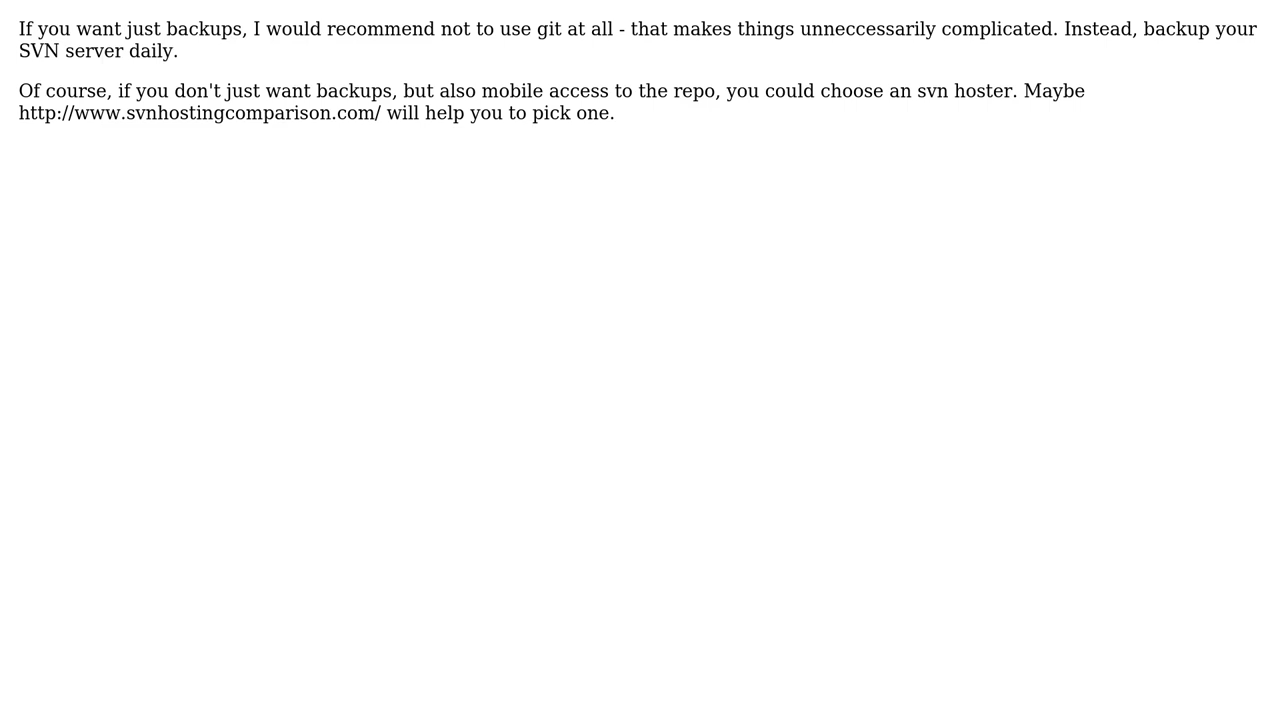 If you want just backups, I would recommend not to use git at all - that makes things unneccessarily complicated. Instead, backup your
SVN server daily.
Of course, if you don't just want backups, but also mobile access to the repo, you could choose an svn hoster. Maybe
http://www.svnhostingcomparison.com/ will help you to pick one.